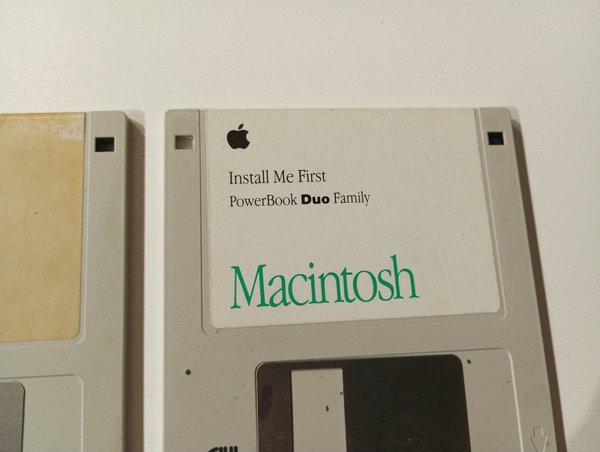 Install Me First
PowerBook Duo Family
Macintosh